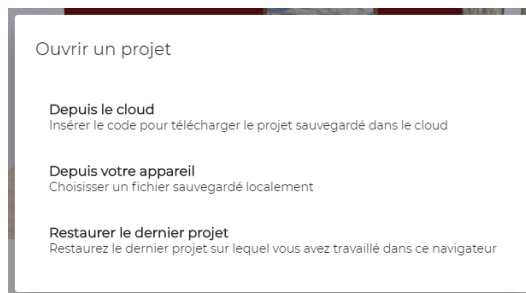 Ouvrir un projet
Depuis le cloud
Insérer le code pour télécharger le projet sauvegardé dans le cloud
Depuis votre appareil
Choisisser un fichier sauvegardé localement
Restaurer le dernier projet
Restaurez le dernier projet sur lequel vous avez travaillé dans ce navigateur